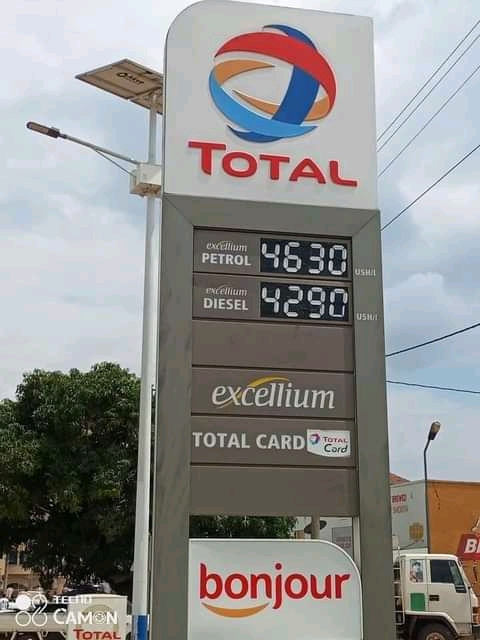 TOTAL
excellium
PETROL 4630 USH/l
excellium
DIESEL 4290 USH/l
excellium
TOTAL CARD TOTAL Card
bonjour
TECNO
CAMON
TOTAL